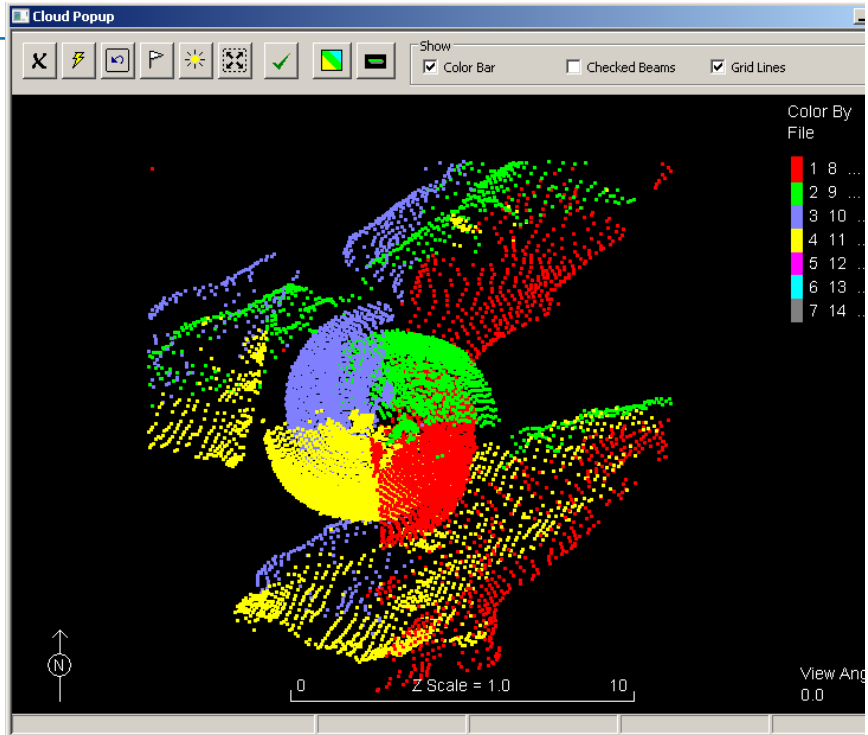 Cloud Popup
Show
Color Bar
Checked Beams
Grid Lines
Color By
File
1 8 ...
2 9 ...
3 10 ...
4 11 ...
5 12 ...
6 13 ...
7 14 ...
N
0 Z Scale = 1.0 10
View Ang
0.0